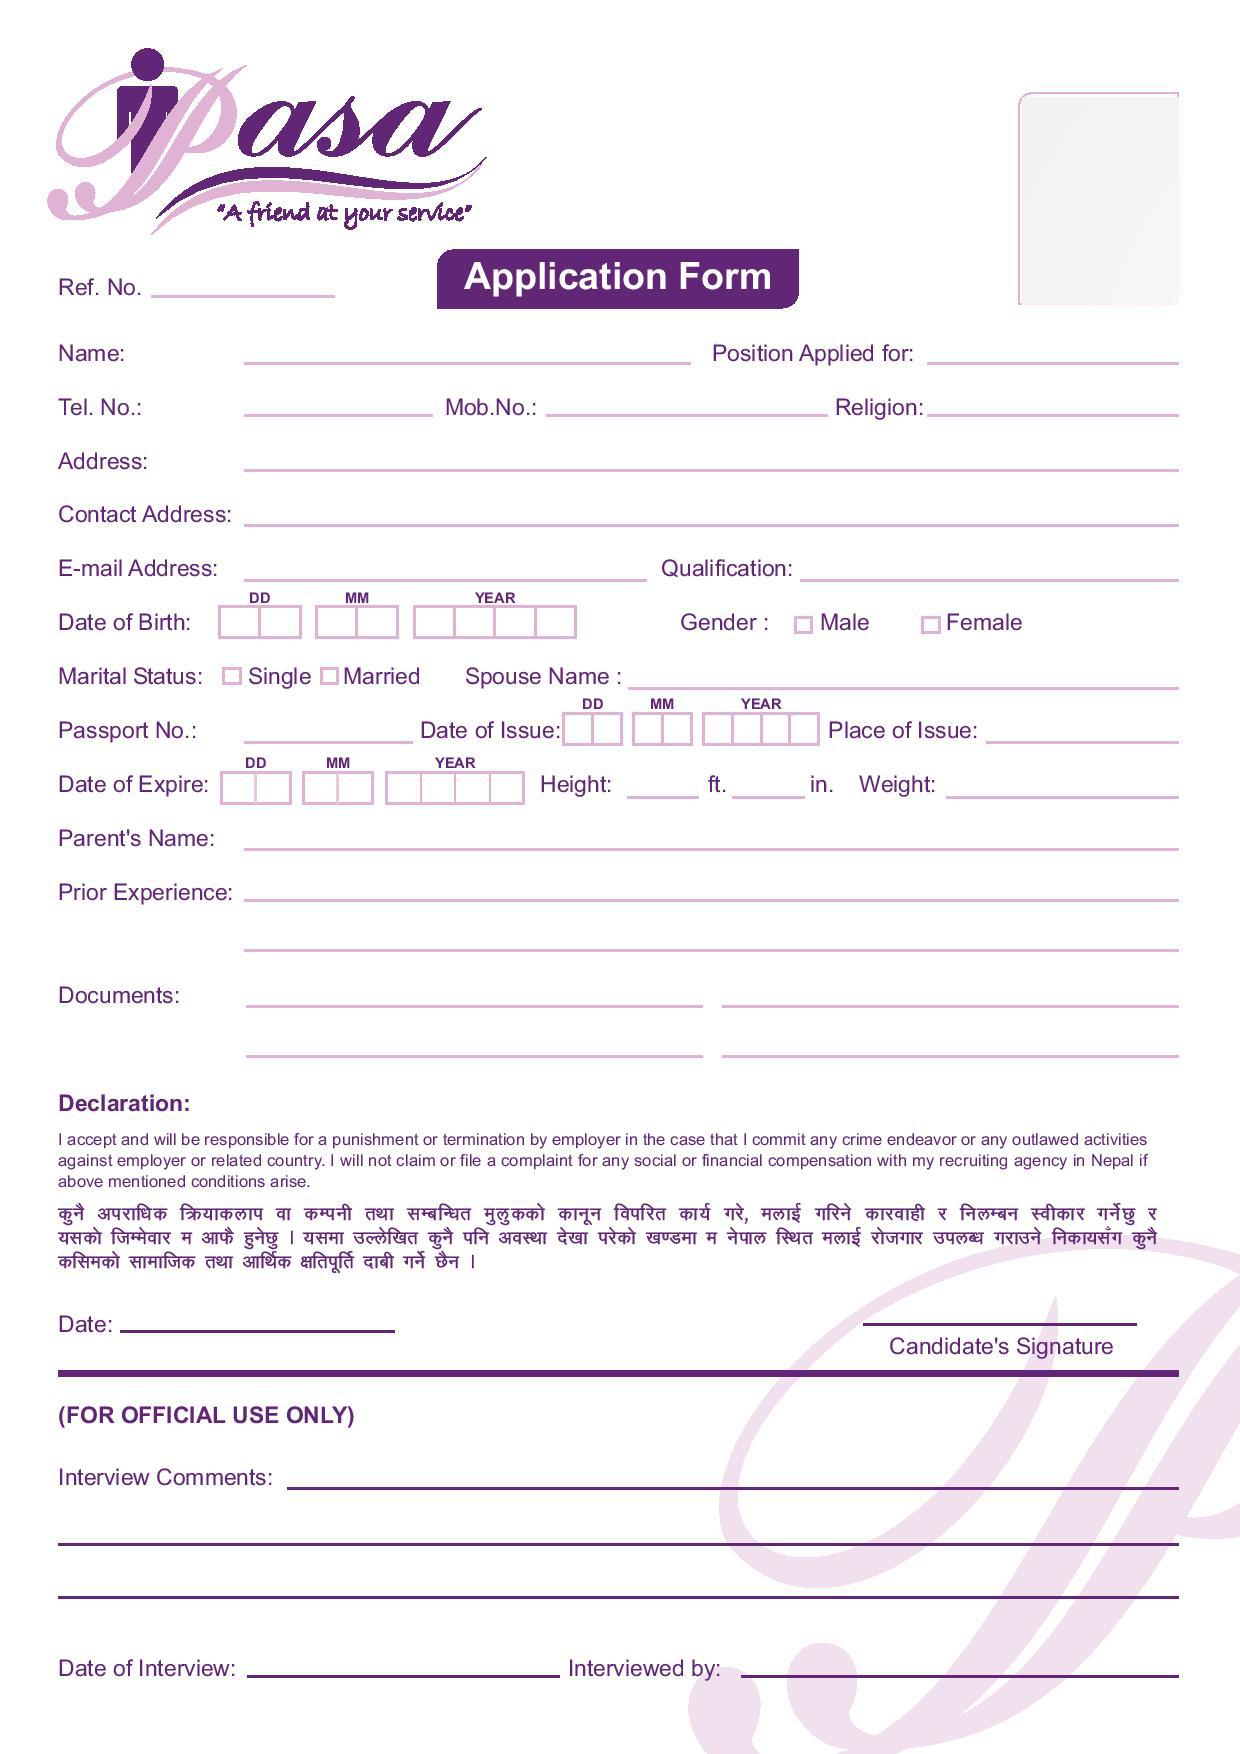 Pasa
"A friend at your service"
Ref. No.
Application Form
Name: Position Applied for:
Tel. No.: Mob.No.: Religion:
Address:
Contact Address:
E-mail Address: Qualification:
DD MM YEAR
Date of Birth: Gender : Male Female
Marital Status: Single Married Spouse Name :
DD MM YEAR
Passport No.: Date of Issue: Place of Issue:
DD MM YEAR
Date of Expire: Height: ft. in. Weight:
Parent's Name:
Prior Experience:
Documents:
Declaration:
I accept and will be responsible for a punishment or termination by employer in the case that I commit any crime endeavor or any outlawed activities
against employer or related country. I will not claim or file a complaint for any social or financial compensation with my recruiting agency in Nepal if
above mentioned conditions arise.
कुनै अपराधिक क्रियाकलाप वा कम्पनी तथा सम्बन्धित मुलुकको कानून विपरित कार्य गरे, मलाई गरिने कारवाही र निलम्बन स्वीकार गर्नेछु र
यसको जिम्मेवार म आफै हुनेछु । यसमा उल्लेखित कुनै पनि अवस्था देखा परेको खण्डमा म नेपाल स्थित मलाई रोजगार उपलब्ध गराउने निकायसँग कुनै
कसिमको सामाजिक तथा आर्थिक क्षतिपूर्ति दाबी गर्ने छैन ।
Date:
Candidate's Signature
(FOR OFFICIAL USE ONLY)
Interview Comments:
Date of Interview: Interviewed by: